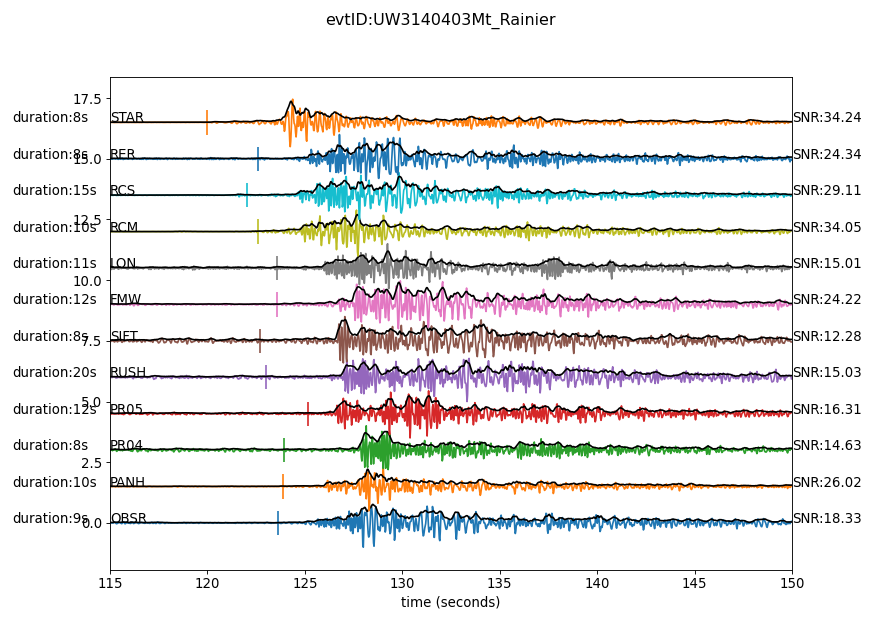 evtID:UW3140403Mt_Rainier
17.5
duration:8s STAR SNR:34.24
duration:8s RER SNR:24.34
15.0
duration:15s RCS SNR:29.11
12.5
duration:10s RCM SNR:34.05
duration:11s LON SNR:15.01
10.0
duration:12s FMW SNR:24.22
duration:8s SIFT SNR:12.28
7.5
duration:20s RUSH SNR:15.03
5.0
duration:12s PR05 SNR:16.31
duration:8s PR04 SNR:14.63
2.5
duration:10s PANH SNR:26.02
duration:9s OBSR SNR:18.33
0.0
115 120 125 130 135 140 145 150
time (seconds)